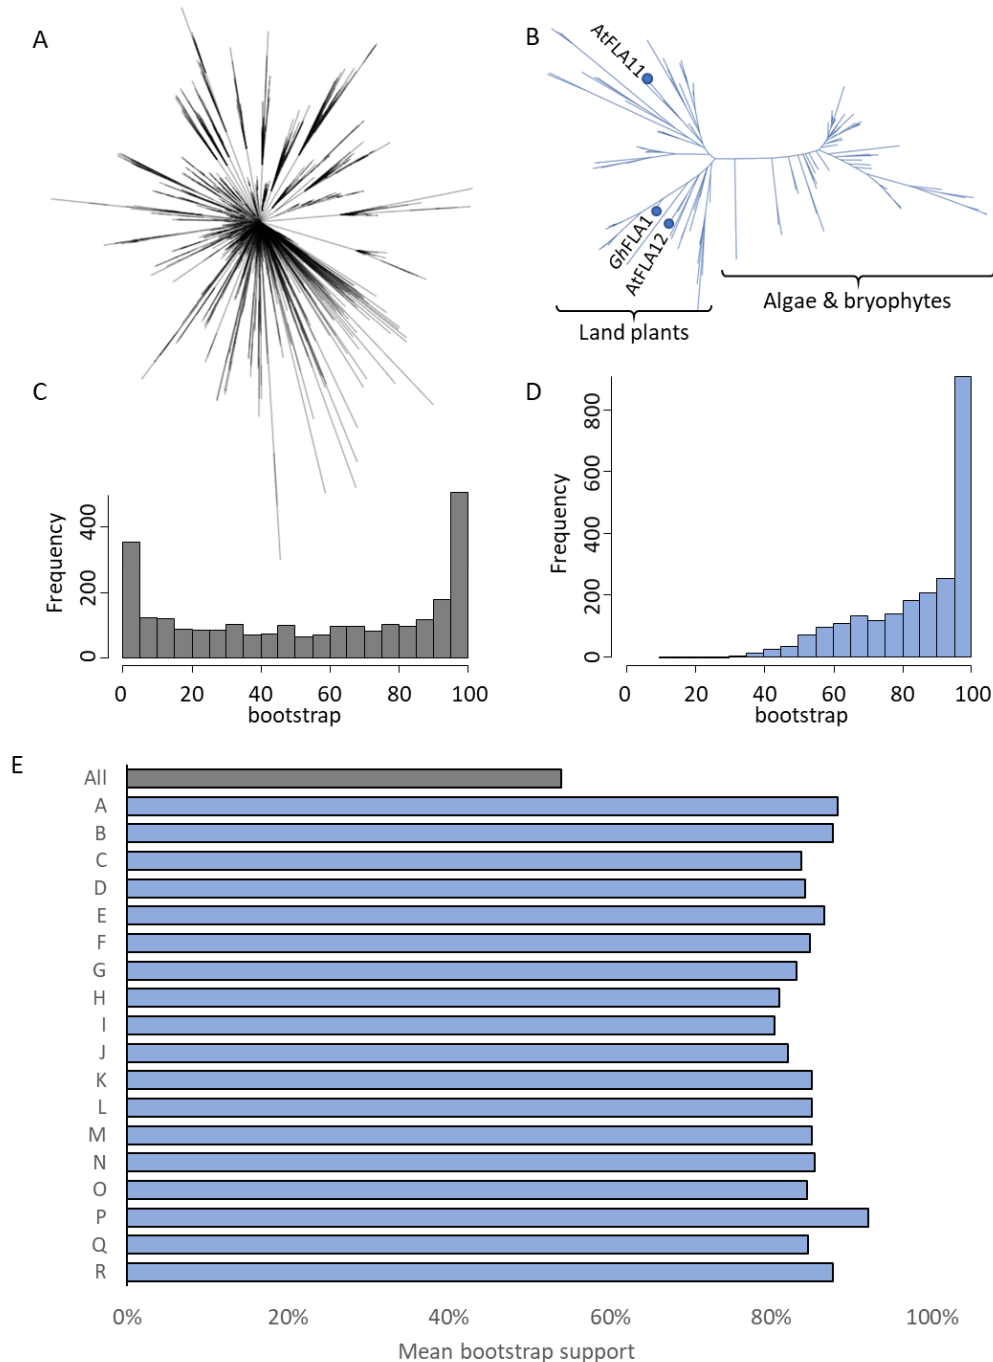 A
B
AtFLA11
GhFLA1
AtFLA12
Algae & bryophytes
Land plants
C
D
Frequency
0
200
400
0 20 40 60 80 100
bootstrap
Frequency
0
200
400
600
800
0 20 40 60 80 100
bootstrap
E
All
A
B
C
D
E
F
G
H
I
J
K
L
M
N
O
P
Q
R
0% 20% 40% 60% 80% 100%
Mean bootstrap support